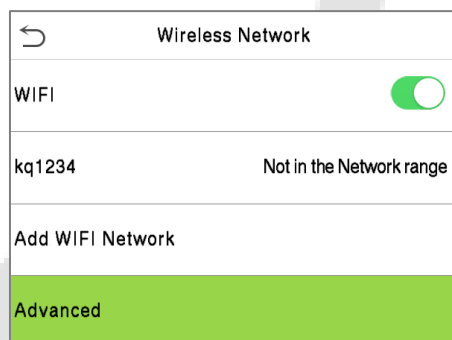 Wireless Network
WIFI
kq1234 Not in the Network range
Add WIFI Network
Advanced